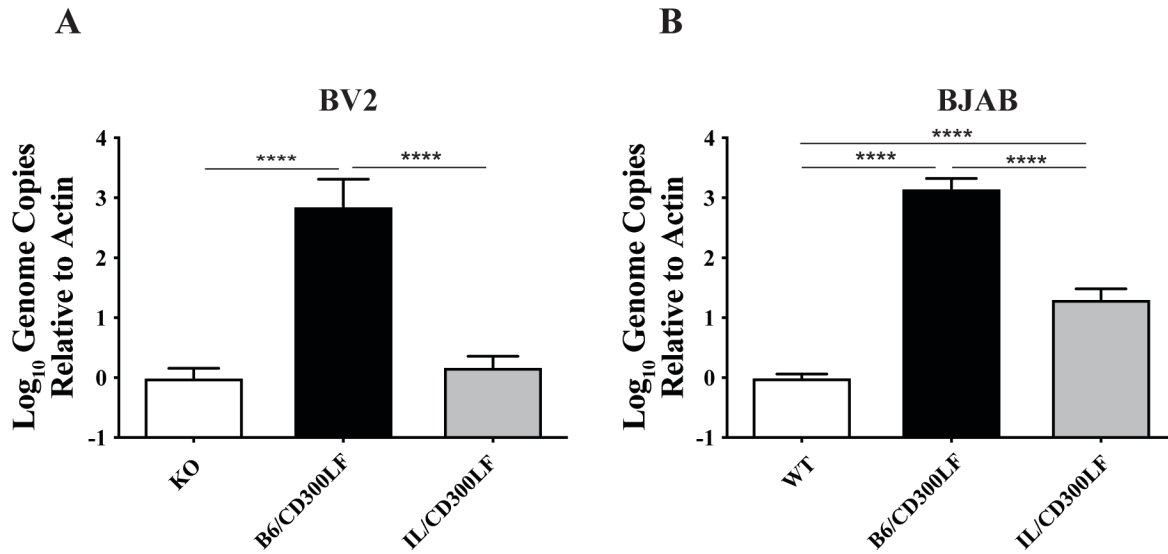 A
BV2
Log10 Genome Copies
Relative to Actin
4
3
2
1
0
-1
****
****
KO
B6/CD300LF
IL/CD300LF
B
BJAB
Log10 Genome Copies
Relative to Actin
4
3
2
1
0
-1
****
****
****
WT
B6/CD300LF
IL/CD300LF